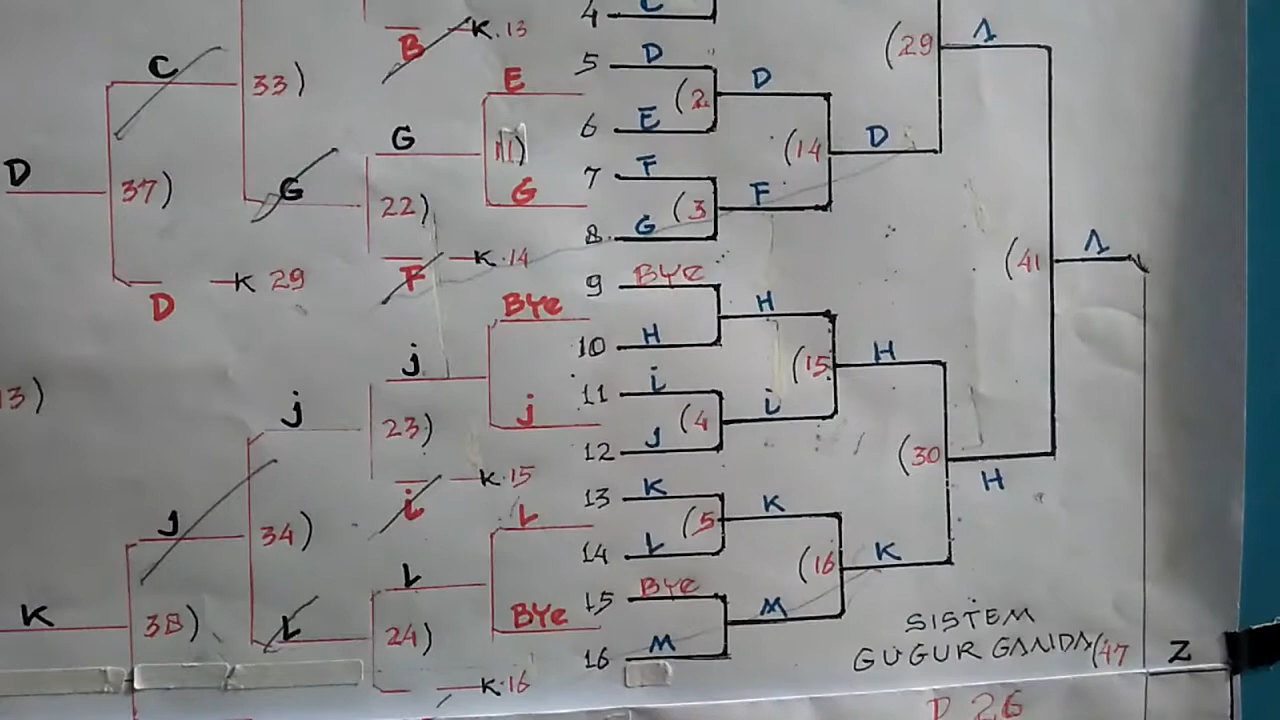 4
B K.13
(29 A
5 D
C
33)
E
(2 D
6 E
G
11)
(14 D
7 F
D
37)
G
22)
G
(3 F
8 G
K 29
D
K.14
F
(41 A
9 BYe
BYe
H
10 H
j
(15 H
11 i
13)
j
23)
j
(4 i
12 J
(30 H
K.15
i
13 K
L
K
(5
J
34)
14 L
(16 K
L
15 BYe
K
38)
L
24)
BYe
M
SISTEM
GUGUR GANDA
(47 Z
16 M
K.16
P 26